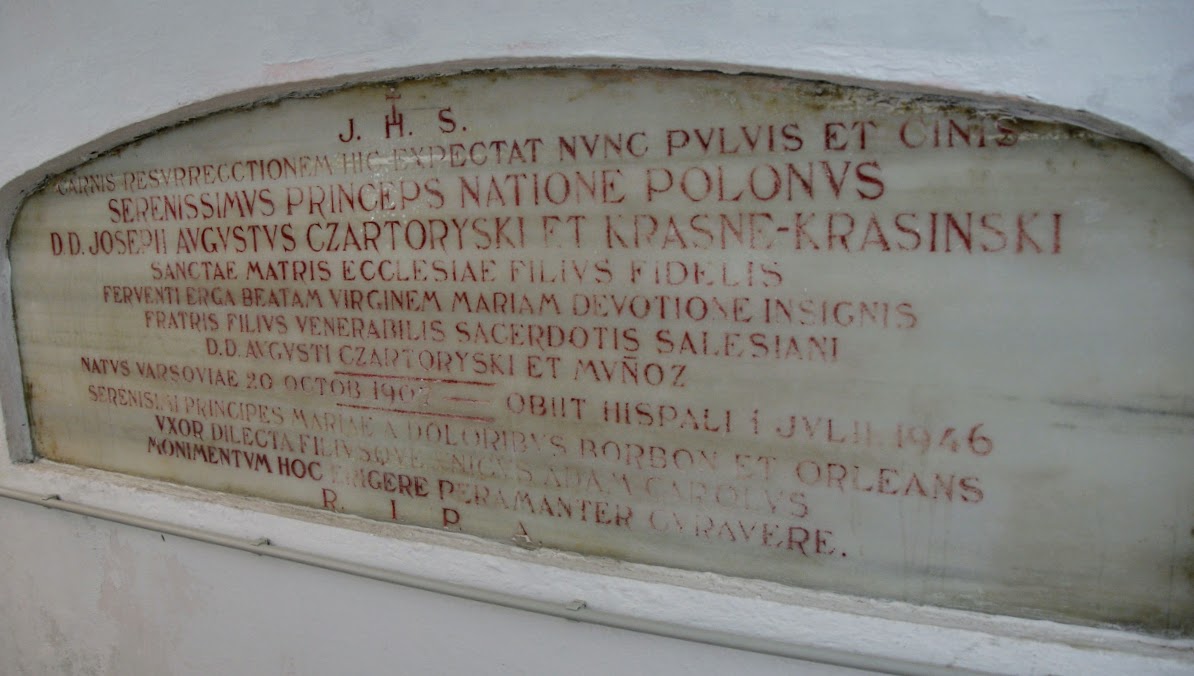 J. H. S.
CARNIS RESVRRECCTIONEM HIC EXPECTAT NVNC PVLVIS ET CINIS
SERENISSIMVS PRINCEPS NATIONE POLONVS
D.D. JOSEPH AVGVSTVS CZARTORYSKI ET KRASNE-KRASINSKI
SANCTAE MATRIS ECCLESIAE FILIVS FIDELIS
FERVENTI ERGA BEATAM VIRGINEM MARIAM DEVOTIONE INSIGNIS
FRATRIS FILIVS VENERABILIS SACERDOTIS SALESIANI
D.D. AVGVSTI CZARTORYSKI ET MVÑOZ
NATVS VARSOVIAE 20 OCTOB. 1907 — OBIIT HISPALI 1 JVLII 1946
SERENISIMI PRINCIPES MARIAE A DOLORIBVS BORBON ET ORLEANS
VXOR DILECTA FILIVSQVE VNICVS ADAM CAROLVS
MONIMENTVM HOC PINGERE PERAMANTER CVRAVERE.
R. I. P. A.